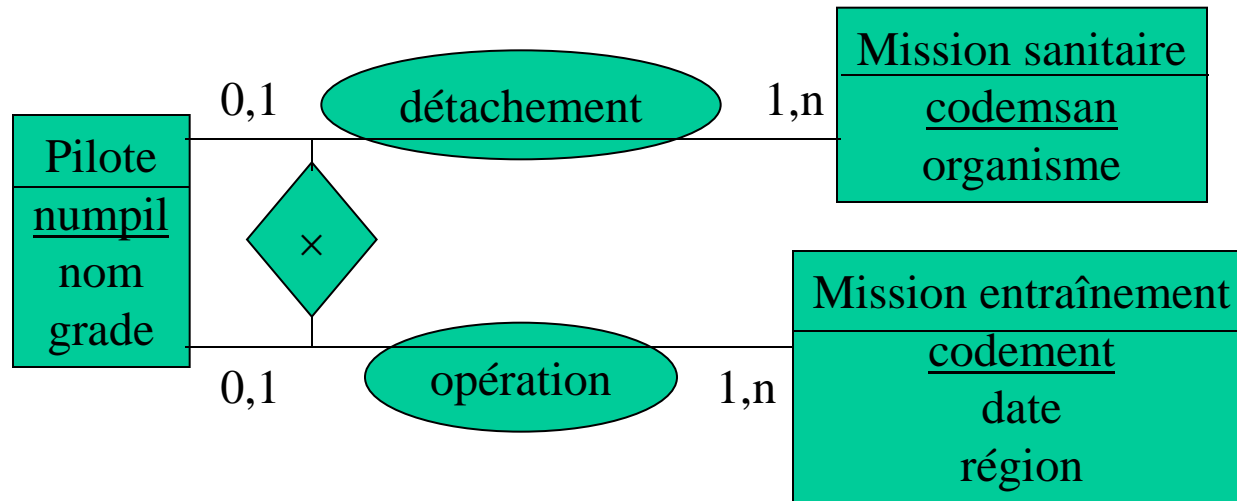 Pilote
numpil
nom
grade
0,1
détachement
1,n
Mission sanitaire
codemsan
organisme
×
0,1
opération
1,n
Mission entraînement
codement
date
région